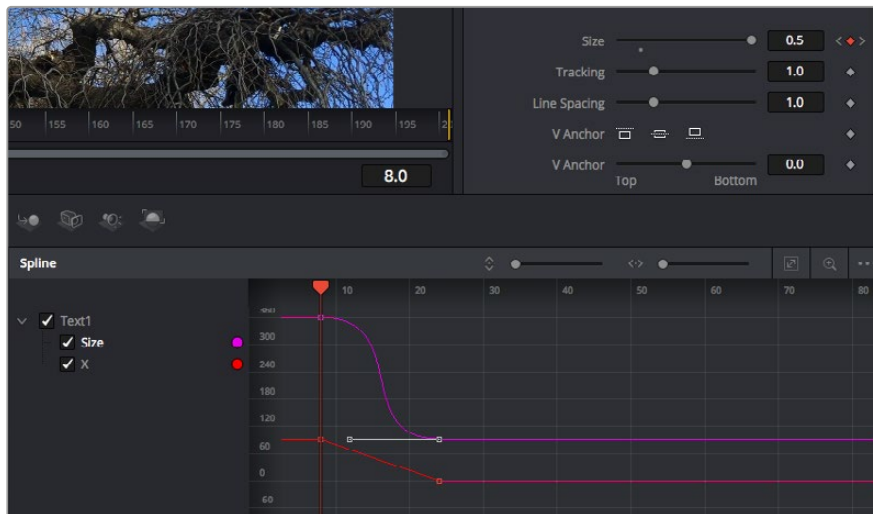 Size 0.5 < >
Tracking 1.0
Line Spacing 1.0
V Anchor
V Anchor 0.0
Top Bottom
50 155 160 165 170 175 180 185 190 195
8.0
Spline
10 20 30 40 50 60 70 80
Text1
Size
X
300
240
180
120
60
0
60